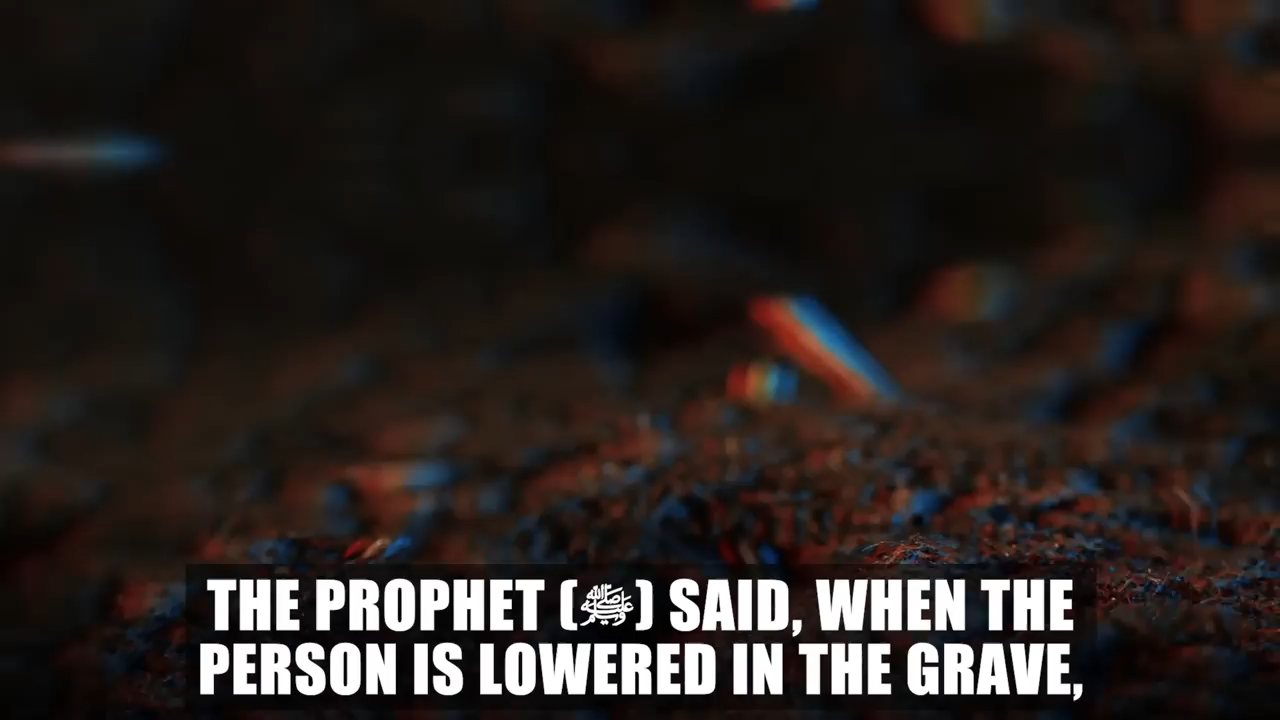 THE PROPHET (ﷺ) SAID, WHEN THE
PERSON IS LOWERED IN THE GRAVE,